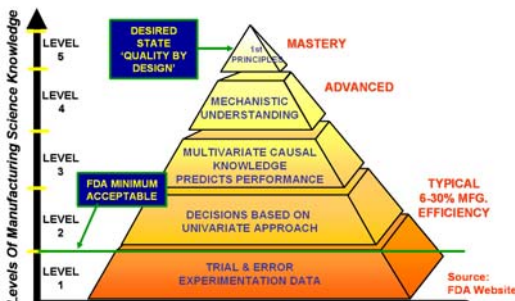 Levels Of Manufacturing Science Knowledge
LEVEL
5
DESIRED
STATE
'QUALITY BY
DESIGN'
1st
PRINCIPLES
MASTERY
LEVEL
4
MECHANISTIC
UNDERSTANDING
ADVANCED
LEVEL
3
MULTIVARIATE CAUSAL
KNOWLEDGE
PREDICTS PERFORMANCE
FDA MINIMUM
ACCEPTABLE
LEVEL
2
DECISIONS BASED ON
UNIVARIATE APPROACH
TYPICAL
6-30% MFG.
EFFICIENCY
LEVEL
1
TRIAL & ERROR
EXPERIMENTATION DATA
Source:
FDA Website